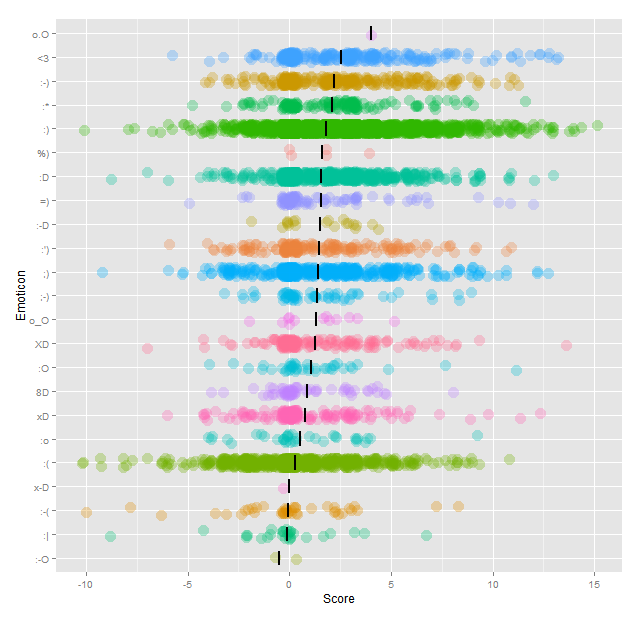 o.O
<3
:-)
:*
:)
%)
:D
=)
:-D
:')
;)
;-)
o_O
XD
:O
8D
xD
:o
:(
x-D
:-(
:|
:-O
Emoticon
-10 -5 0 5 10 15
Score